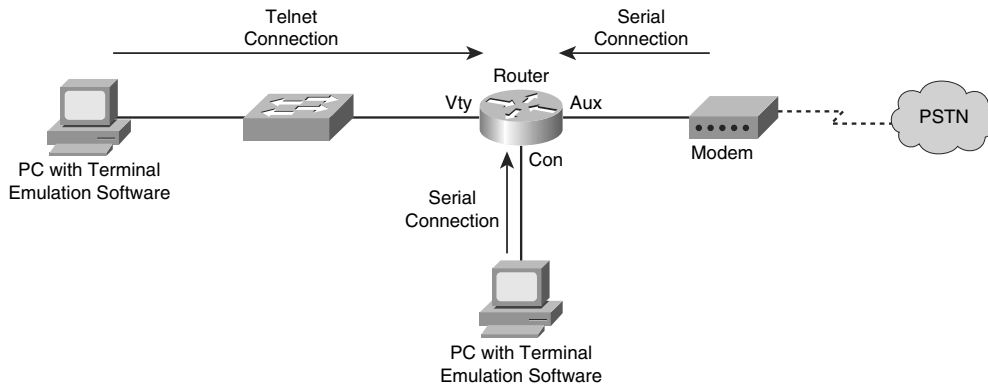 Telnet
Connection
Serial
Connection
Router
Vty
Aux
PSTN
Modem
Con
PC with Terminal
Emulation Software
Serial
Connection
PC with Terminal
Emulation Software